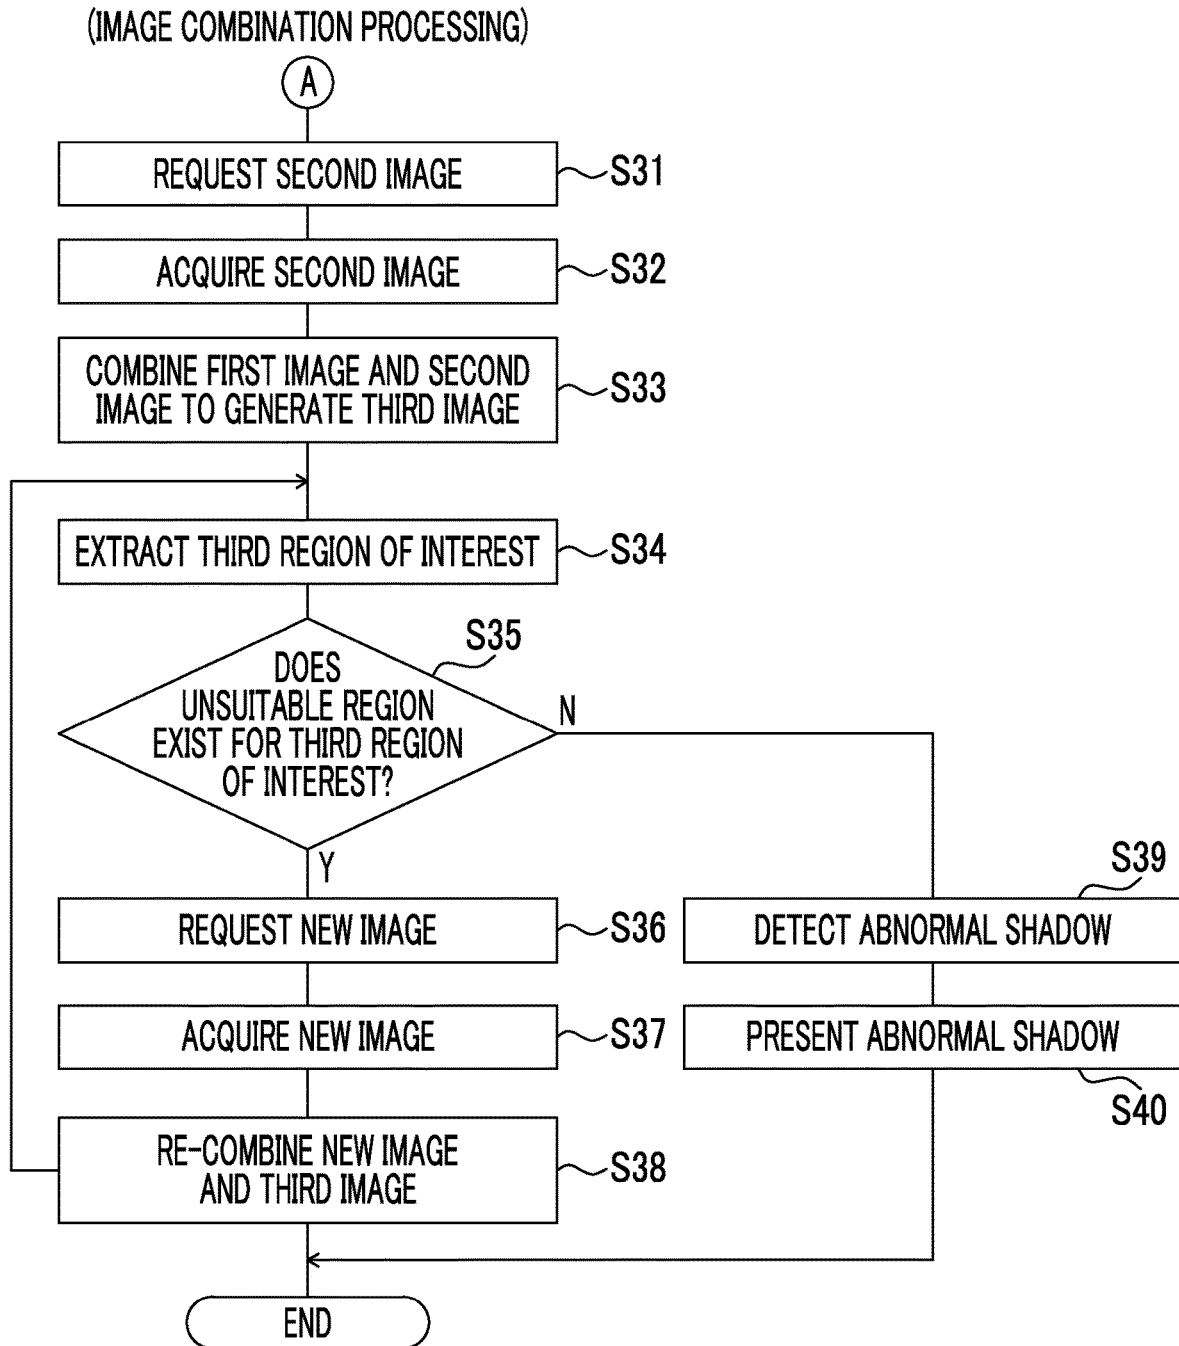 (IMAGE COMBINATION PROCESSING)
A
REQUEST SECOND IMAGE
S31
ACQUIRE SECOND IMAGE
S32
COMBINE FIRST IMAGE AND SECOND
IMAGE TO GENERATE THIRD IMAGE
S33
EXTRACT THIRD REGION OF INTEREST
S34
S35
DOES
UNSUITABLE REGION
EXIST FOR THIRD REGION
OF INTEREST?
N
Y
REQUEST NEW IMAGE
S36
ACQUIRE NEW IMAGE
S37
RE-COMBINE NEW IMAGE
AND THIRD IMAGE
S38
S39
DETECT ABNORMAL SHADOW
PRESENT ABNORMAL SHADOW
S40
END